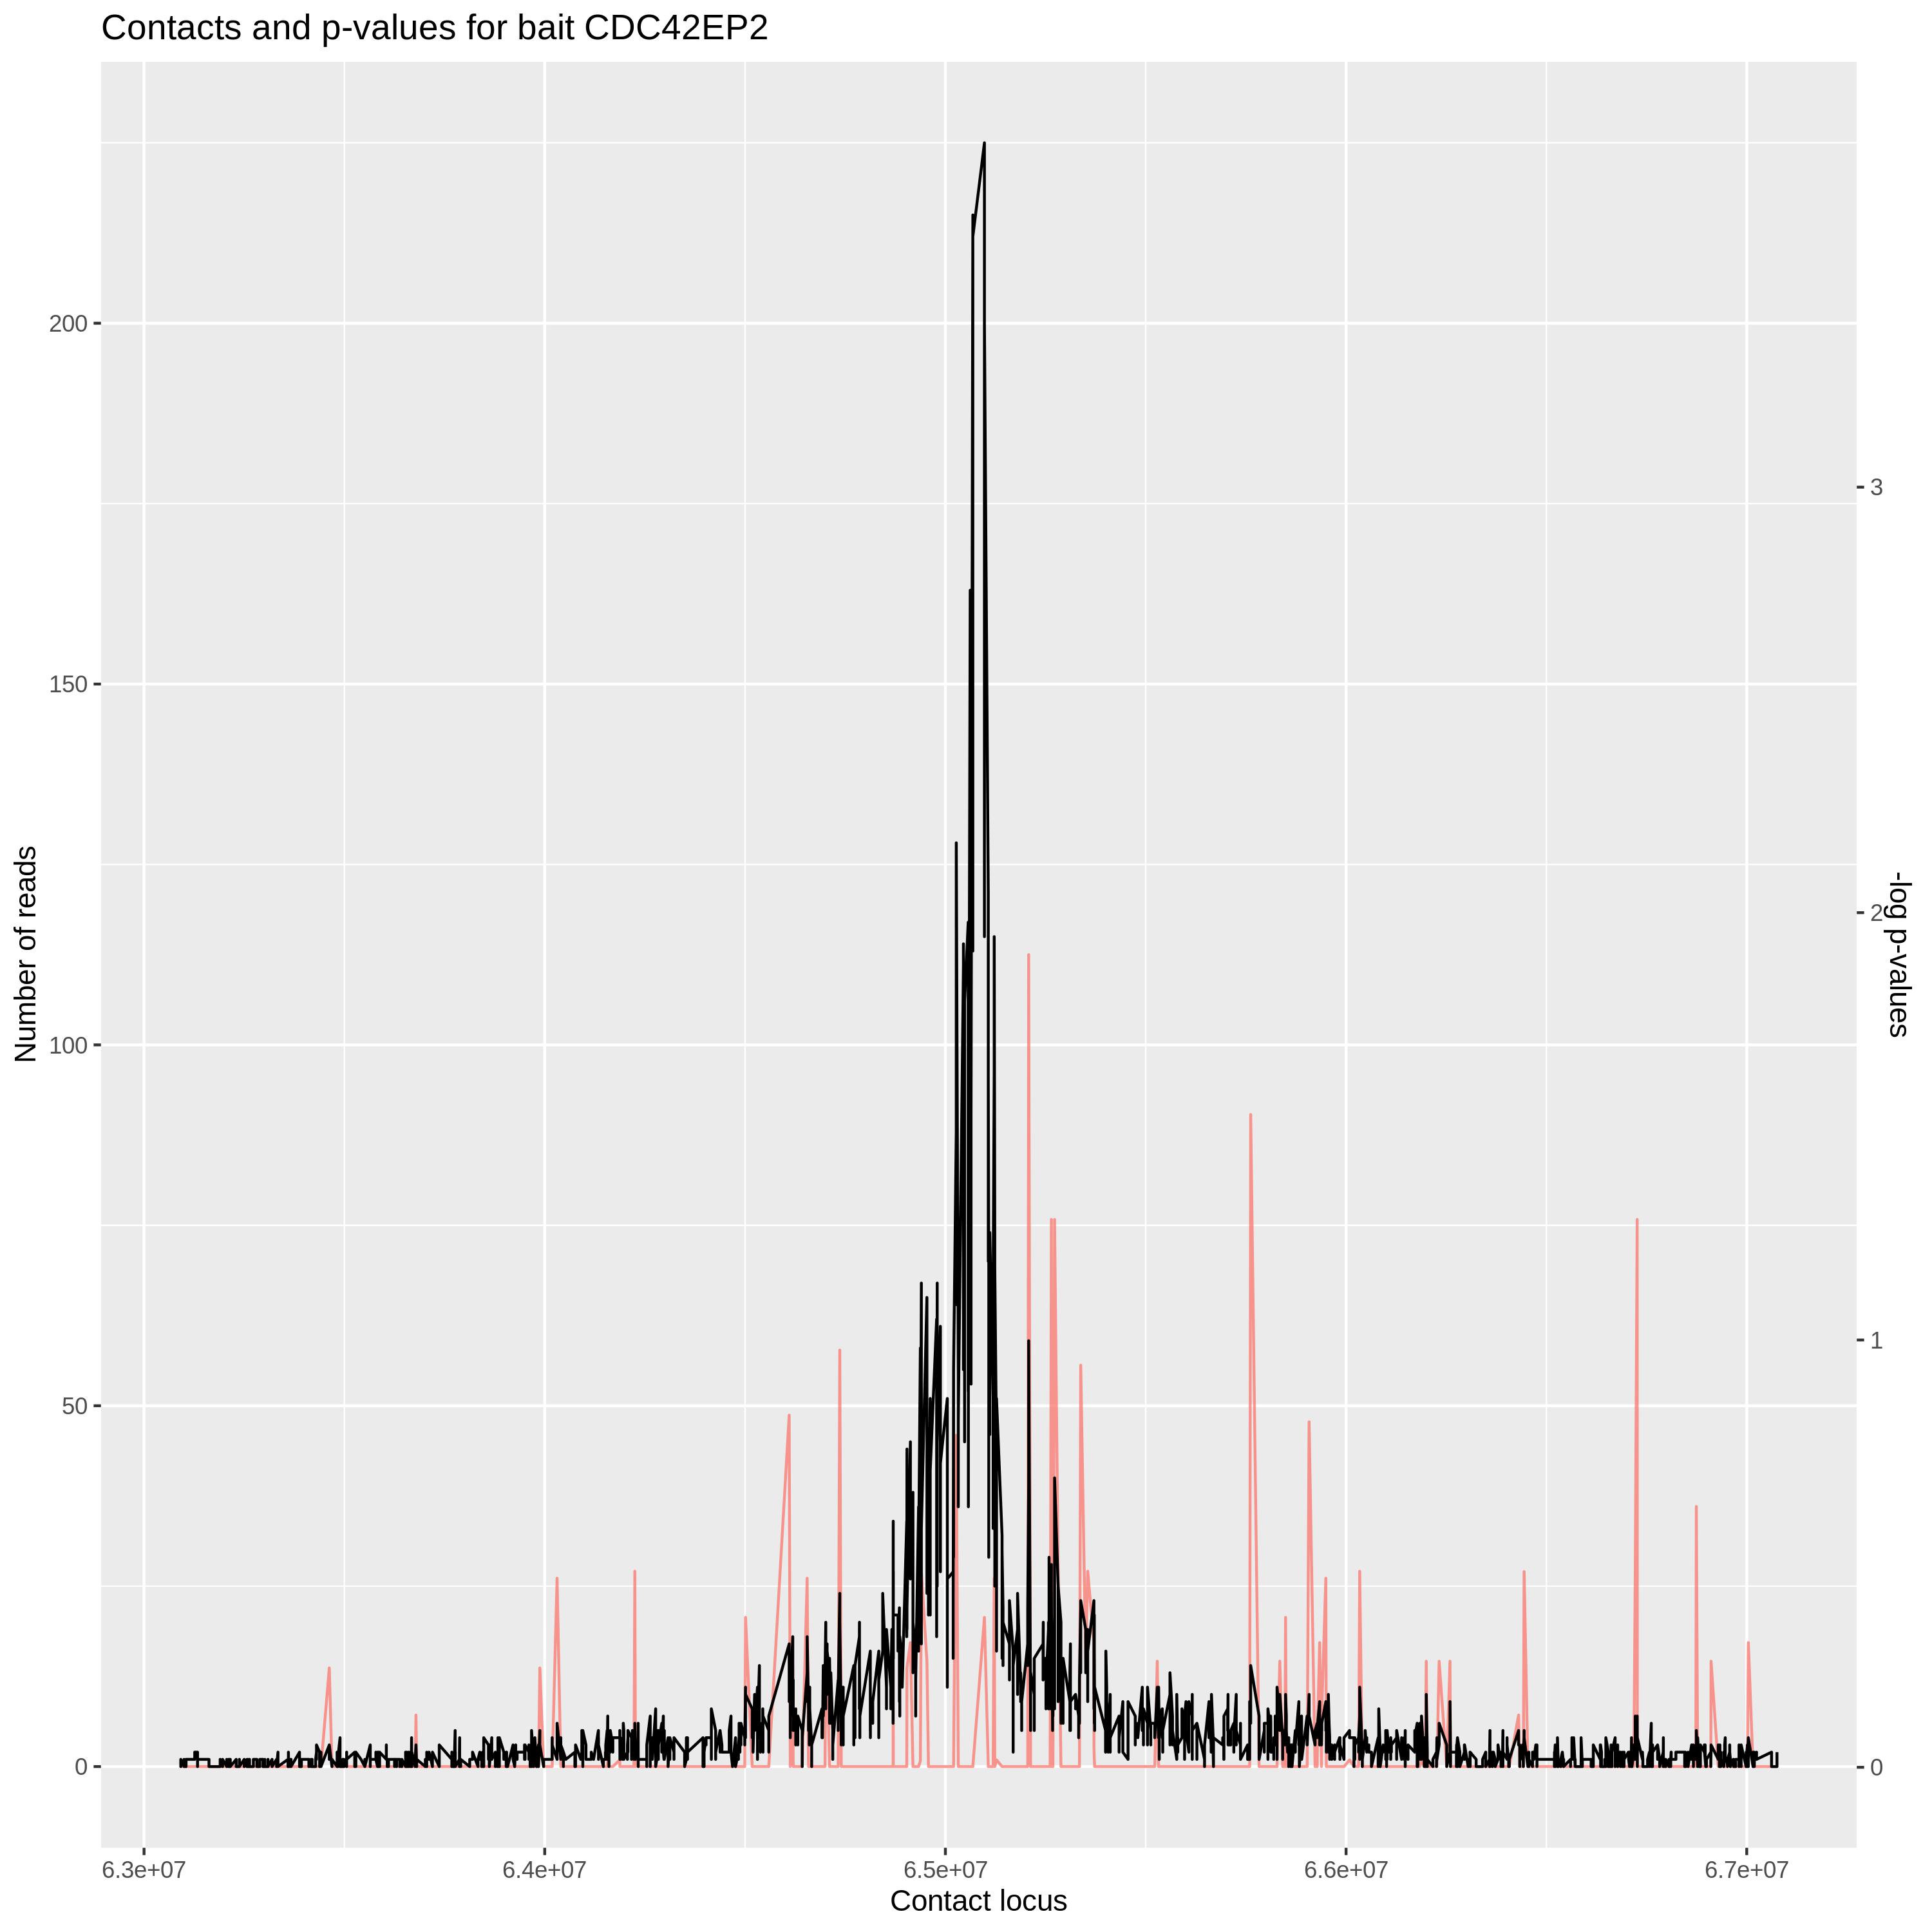 Contacts and p-values for bait CDC42EP2
Number of reads
200
150
100
50
0
3
2
1
0
-log p-values
6.3e+07 6.4e+07 6.5e+07 6.6e+07 6.7e+07
Contact locus